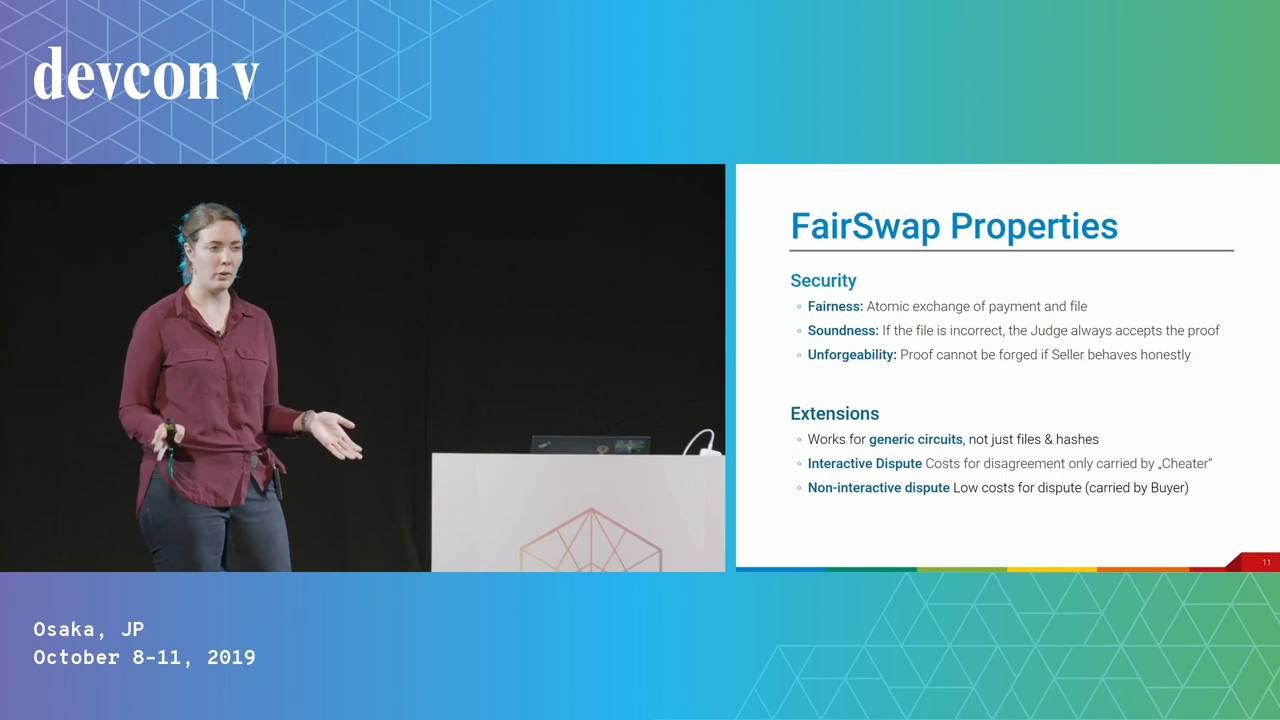 devcon v
FairSwap Properties
Security
Fairness: Atomic exchange of payment and file
Soundness: If the file is incorrect, the Judge always accepts the proof
Unforgeability: Proof cannot be forged if Seller behaves honestly
Extensions
Works for generic circuits, not just files & hashes
Interactive Dispute Costs for disagreement only carried by „Cheater“
Non-interactive dispute Low costs for dispute (carried by Buyer)
11
Osaka, JP
October 8-11, 2019